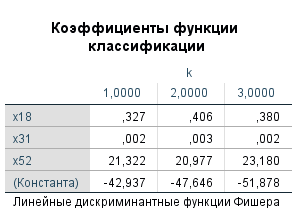 Коэффициенты функции
классификации
k
1,0000 2,0000 3,0000
x18 ,327 ,406 ,380
x31 ,002 ,003 ,002
x52 21,322 20,977 23,180
(Константа) -42,937 -47,646 -51,878
Линейные дискриминантные функции Фишера